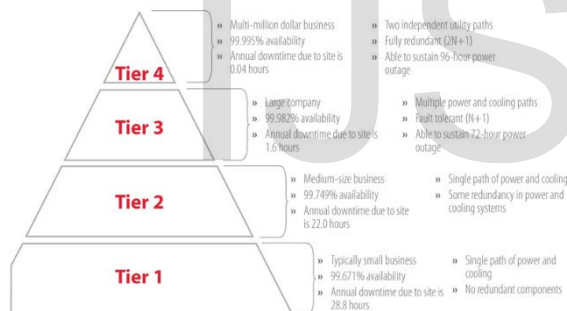 » Multi-million dollar business
» 99.995% availability
» Annual downtime due to site is
0.04 hours
» Two independent utility paths
» Fully redundant (2N+1)
» Able to sustain 96-hour power
outage
Tier 4
» Large company
» 99.982% availability
» Annual downtime due to site is
1.6 hours
» Multiple power and cooling paths
» Fault tolerant (N+1)
» Able to sustain 72-hour power
outage
Tier 3
» Medium-size business
» 99.749% availability
» Annual downtime due to site
is 22.0 hours
» Single path of power and cooling
» Some redundancy in power and
cooling systems
Tier 2
» Typically small business
» 99.671% availability
» Annual downtime due to site is
28.8 hours
» Single path of power and
cooling
» No redundant components
Tier 1